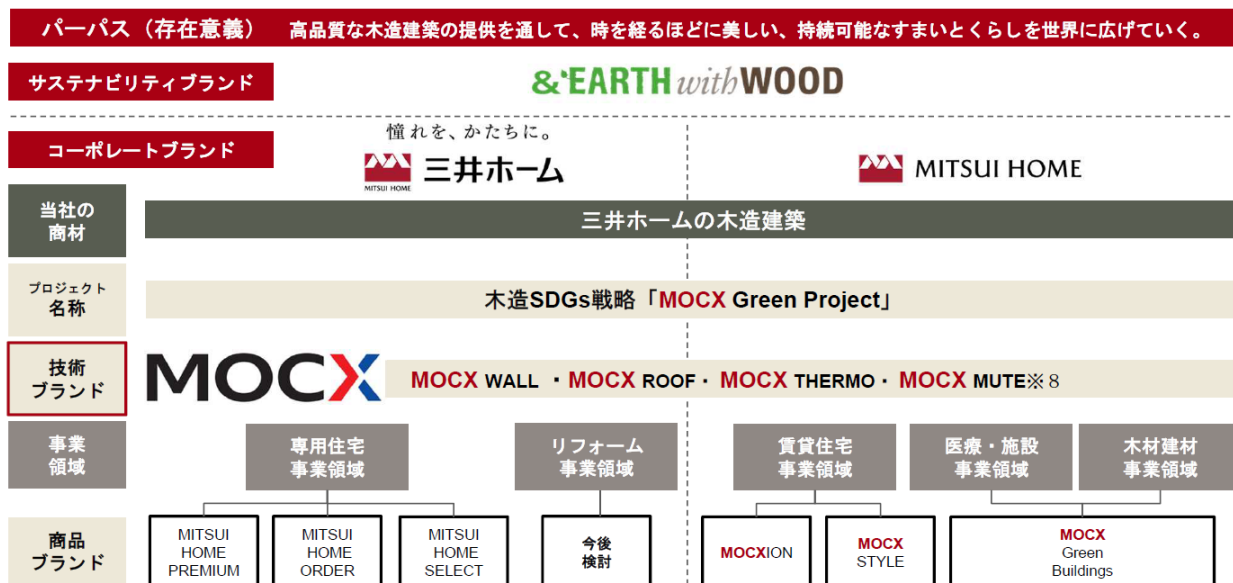 パーパス（存在意義） 高品質な木造建築の提供を通して、時を経るほどに美しい、持続可能なすまいとくらしを世界に広げていく。
サステナビリティブランド
&EARTH with WOOD
コーポレートブランド
憧れを、かたちに。
MITSUI HOME
三井ホーム
MITSUI HOME
当社の
商材
三井ホームの木造建築
プロジェクト
名称
木造SDGs戦略「MOCX Green Project」
技術
ブランド
MOCX
MOCX WALL ・MOCX ROOF・ MOCX THERMO・ MOCX MUTE※８
事業
領域
専用住宅
事業領域
リフォーム
事業領域
賃貸住宅
事業領域
医療・施設
事業領域
木材建材
事業領域
商品
ブランド
MITSUI
HOME
PREMIUM
MITSUI
HOME
ORDER
MITSUI
HOME
SELECT
今後
検討
MOCXION
MOCX
STYLE
MOCX
Green
Buildings